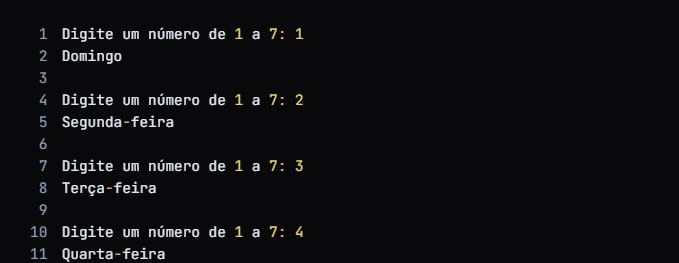 1 Digite um número de 1 a 7: 1
2 Domingo
3
4 Digite um número de 1 a 7: 2
5 Segunda-feira
6
7 Digite um número de 1 a 7: 3
8 Terça-feira
9
10 Digite um número de 1 a 7: 4
11 Quarta-feira